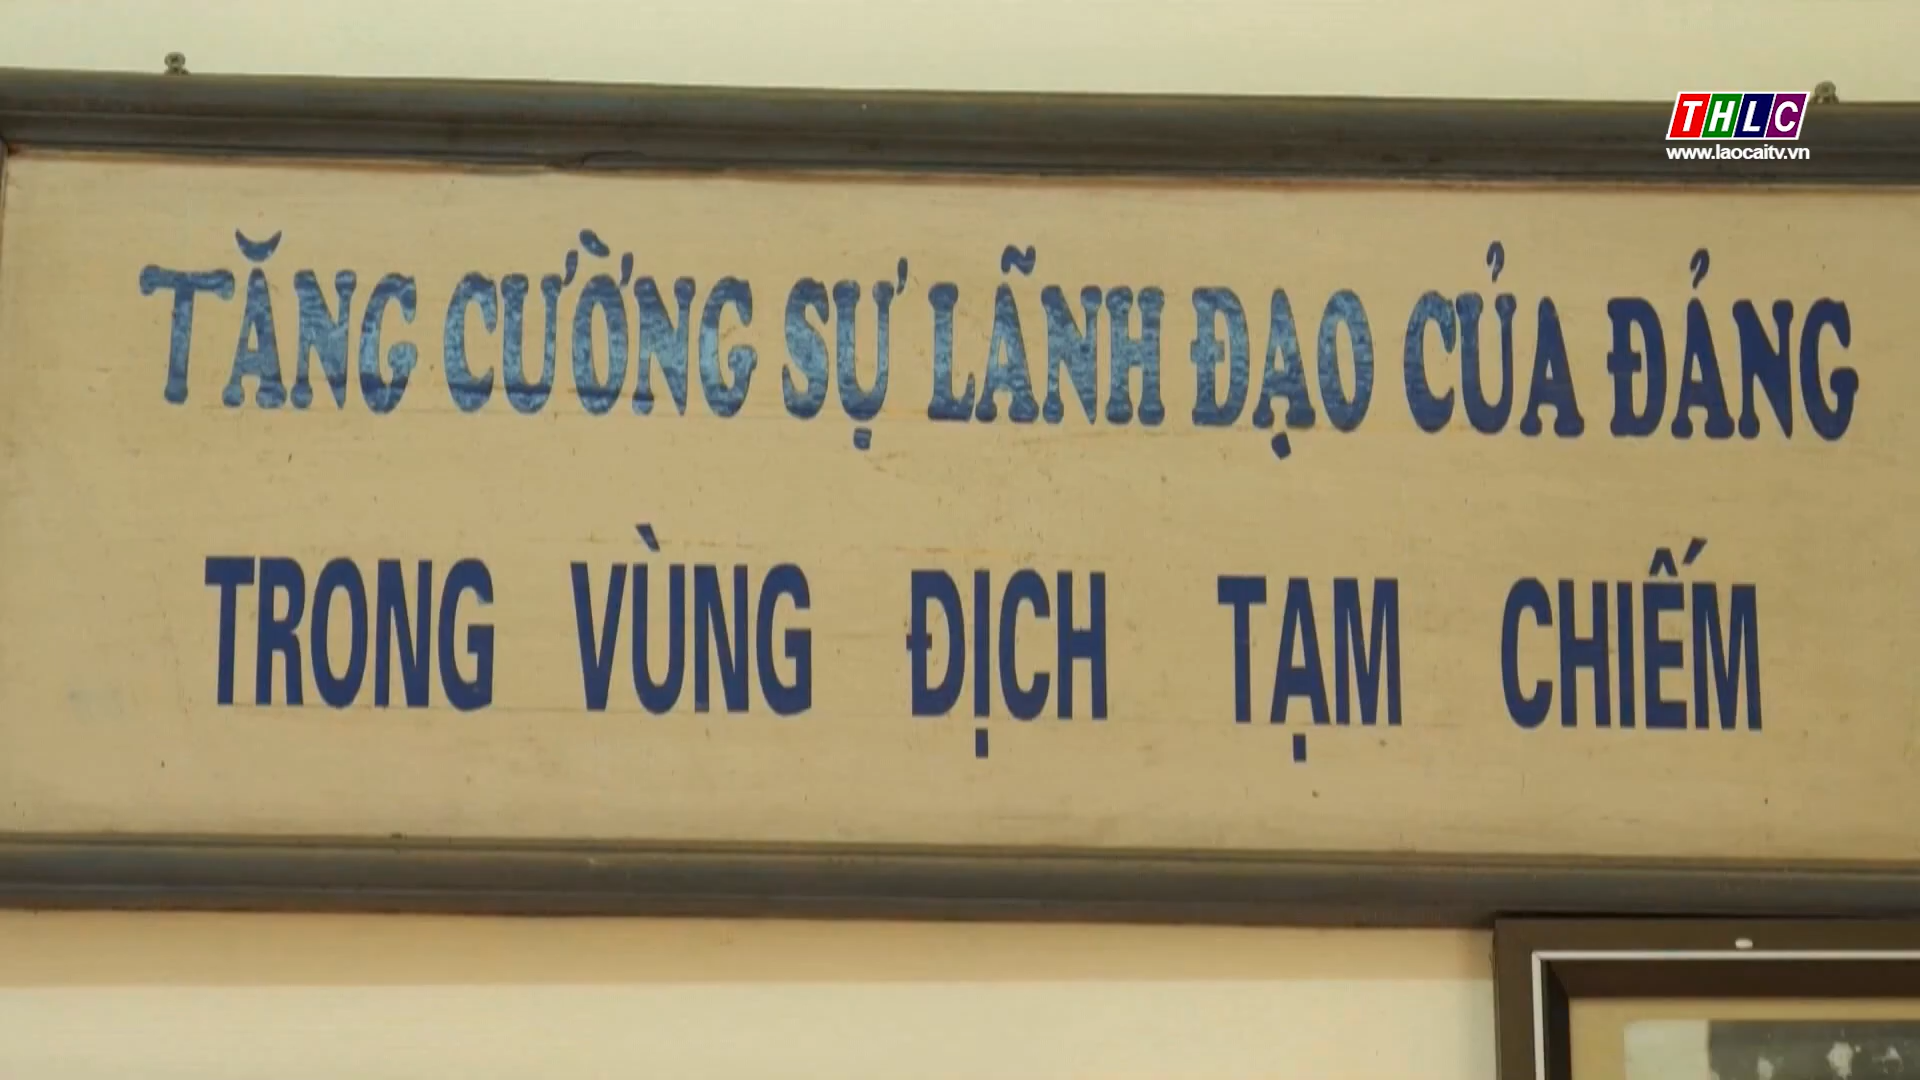 THLC
www.laocaitv.vn
TĂNG CƯỜNG SỰ LÃNH ĐẠO CỦA ĐẢNG
TRONG VÙNG ĐỊCH TẠM CHIẾM